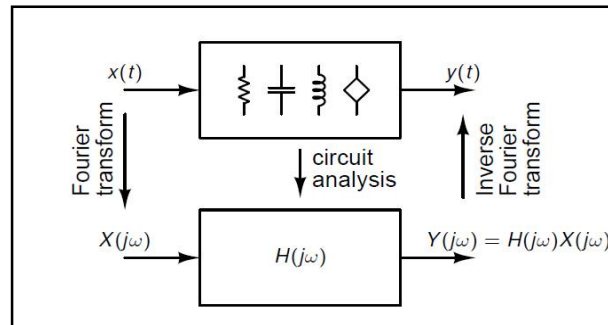 x(t)
y(t)
Fourier
transform
circuit
analysis
Inverse
Fourier
transform
X(jω)
H(jω)
Y(jω) = H(jω)X(jω)